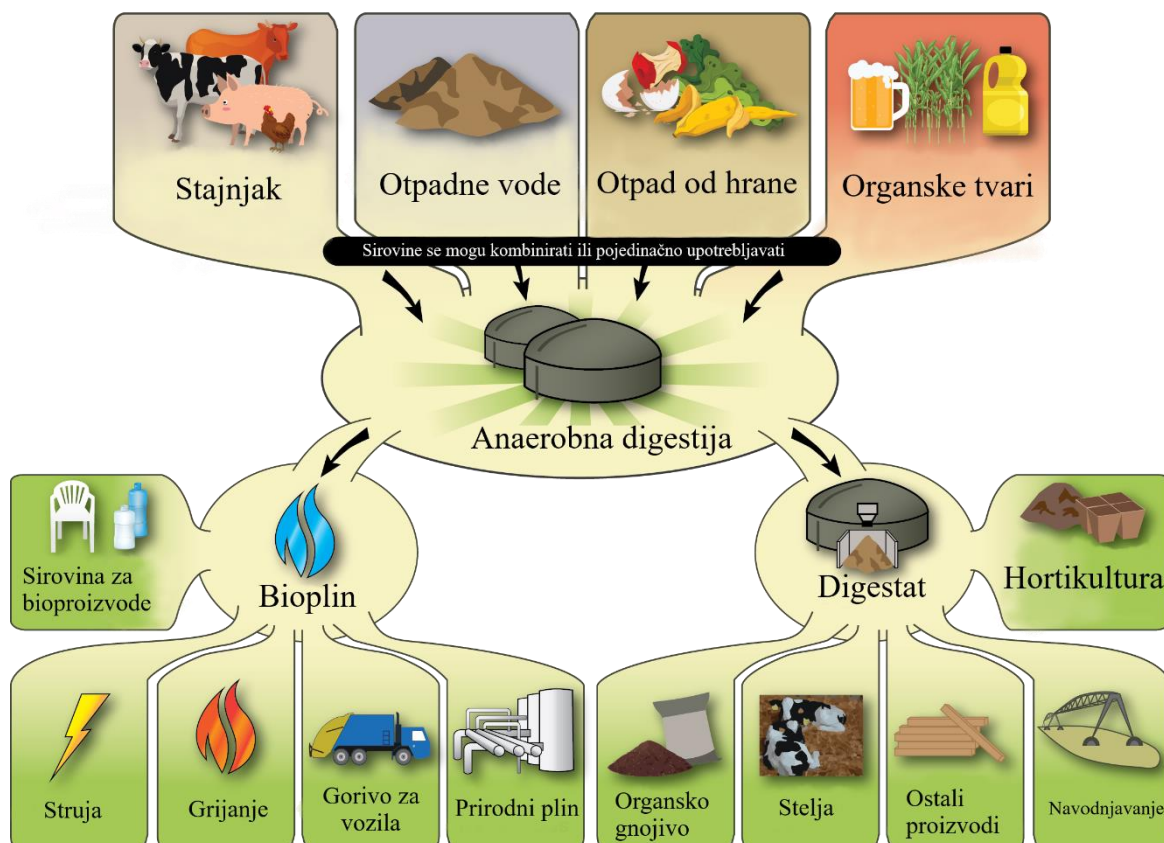 Stajnjak
Otpadne vode
Otpad od hrane
Organske tvari
Sirovine se mogu kombinirati ili pojedinačno upotrebljavati
Anaerobna digestija
Sirovina za
bioproizvode
Bioplin
Digestat
Hortikultura
Struja
Grijanje
Gorivo za
vozila
Prirodni plin
Organsko
gnojivo
Stelja
Ostali
proizvodi
Navodnjavanje